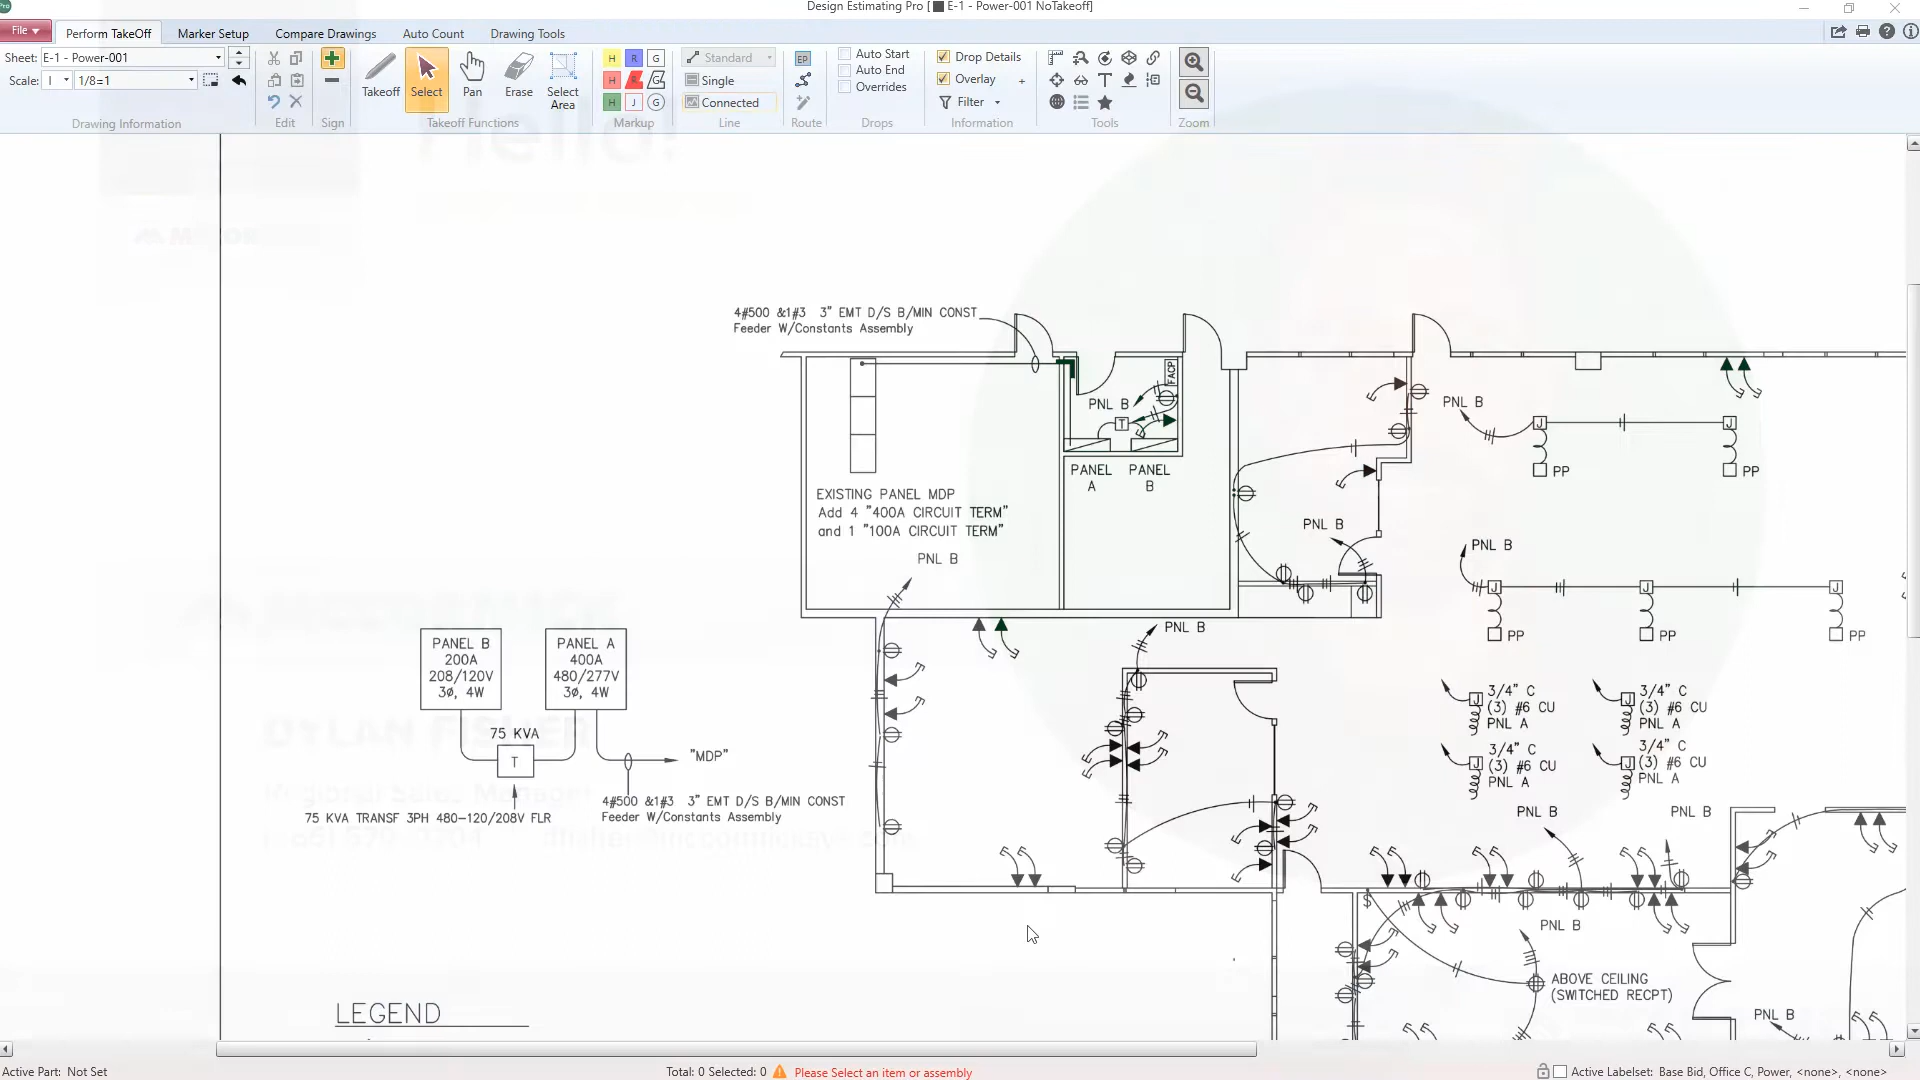 Design Estimating Pro [ E-1 - Power-001 NoTakeoff]
File
Perform TakeOff
Marker Setup
Compare Drawings
Auto Count
Drawing Tools
Sheet: E-1 - Power-001
Scale: I 1/8=1
Drawing Information
Edit
Sign
Takeoff
Select
Pan
Erase
Select Area
Takeoff Functions
H R G
H
H J G
Markup
Standard
Single
Connected
Line
EP
Route
Auto Start
Auto End
Overrides
Drops
Drop Details
Overlay
Filter
Information
Tools
Zoom
Hello!
4#500 &1#3 3" EMT D/S B/MIN CONST
Feeder W/Constants Assembly
FACP
PNL B
T
PANEL A
PANEL B
EXISTING PANEL MDP
Add 4 "400A CIRCUIT TERM"
and 1 "100A CIRCUIT TERM"
PNL B
PNL B
PNL B
J J
PP PP
PNL B
J J J
PP PP PP
PNL B
PANEL B
200A
208/120V
3ø, 4W
PANEL A
400A
480/277V
3ø, 4W
75 KVA
T
"MDP"
75 KVA TRANSF 3PH 480-120/208V FLR
4#500 &1#3 3" EMT D/S B/MIN CONST
Feeder W/Constants Assembly
J 3/4" C
(3) #6 CU
PNL A
J 3/4" C
(3) #6 CU
PNL A
J 3/4" C
(3) #6 CU
PNL A
J 3/4" C
(3) #6 CU
PNL A
PNL B
PNL B
DYLAN FISHER
Regional Sales Manager
$
PNL B
ABOVE CEILING
(SWITCHED RECPT)
PNL B
LEGEND
Active Part: Not Set
Total: 0 Selected: 0
Please Select an item or assembly
Active Labelset: Base Bid, Office C, Power, <none>, <none>